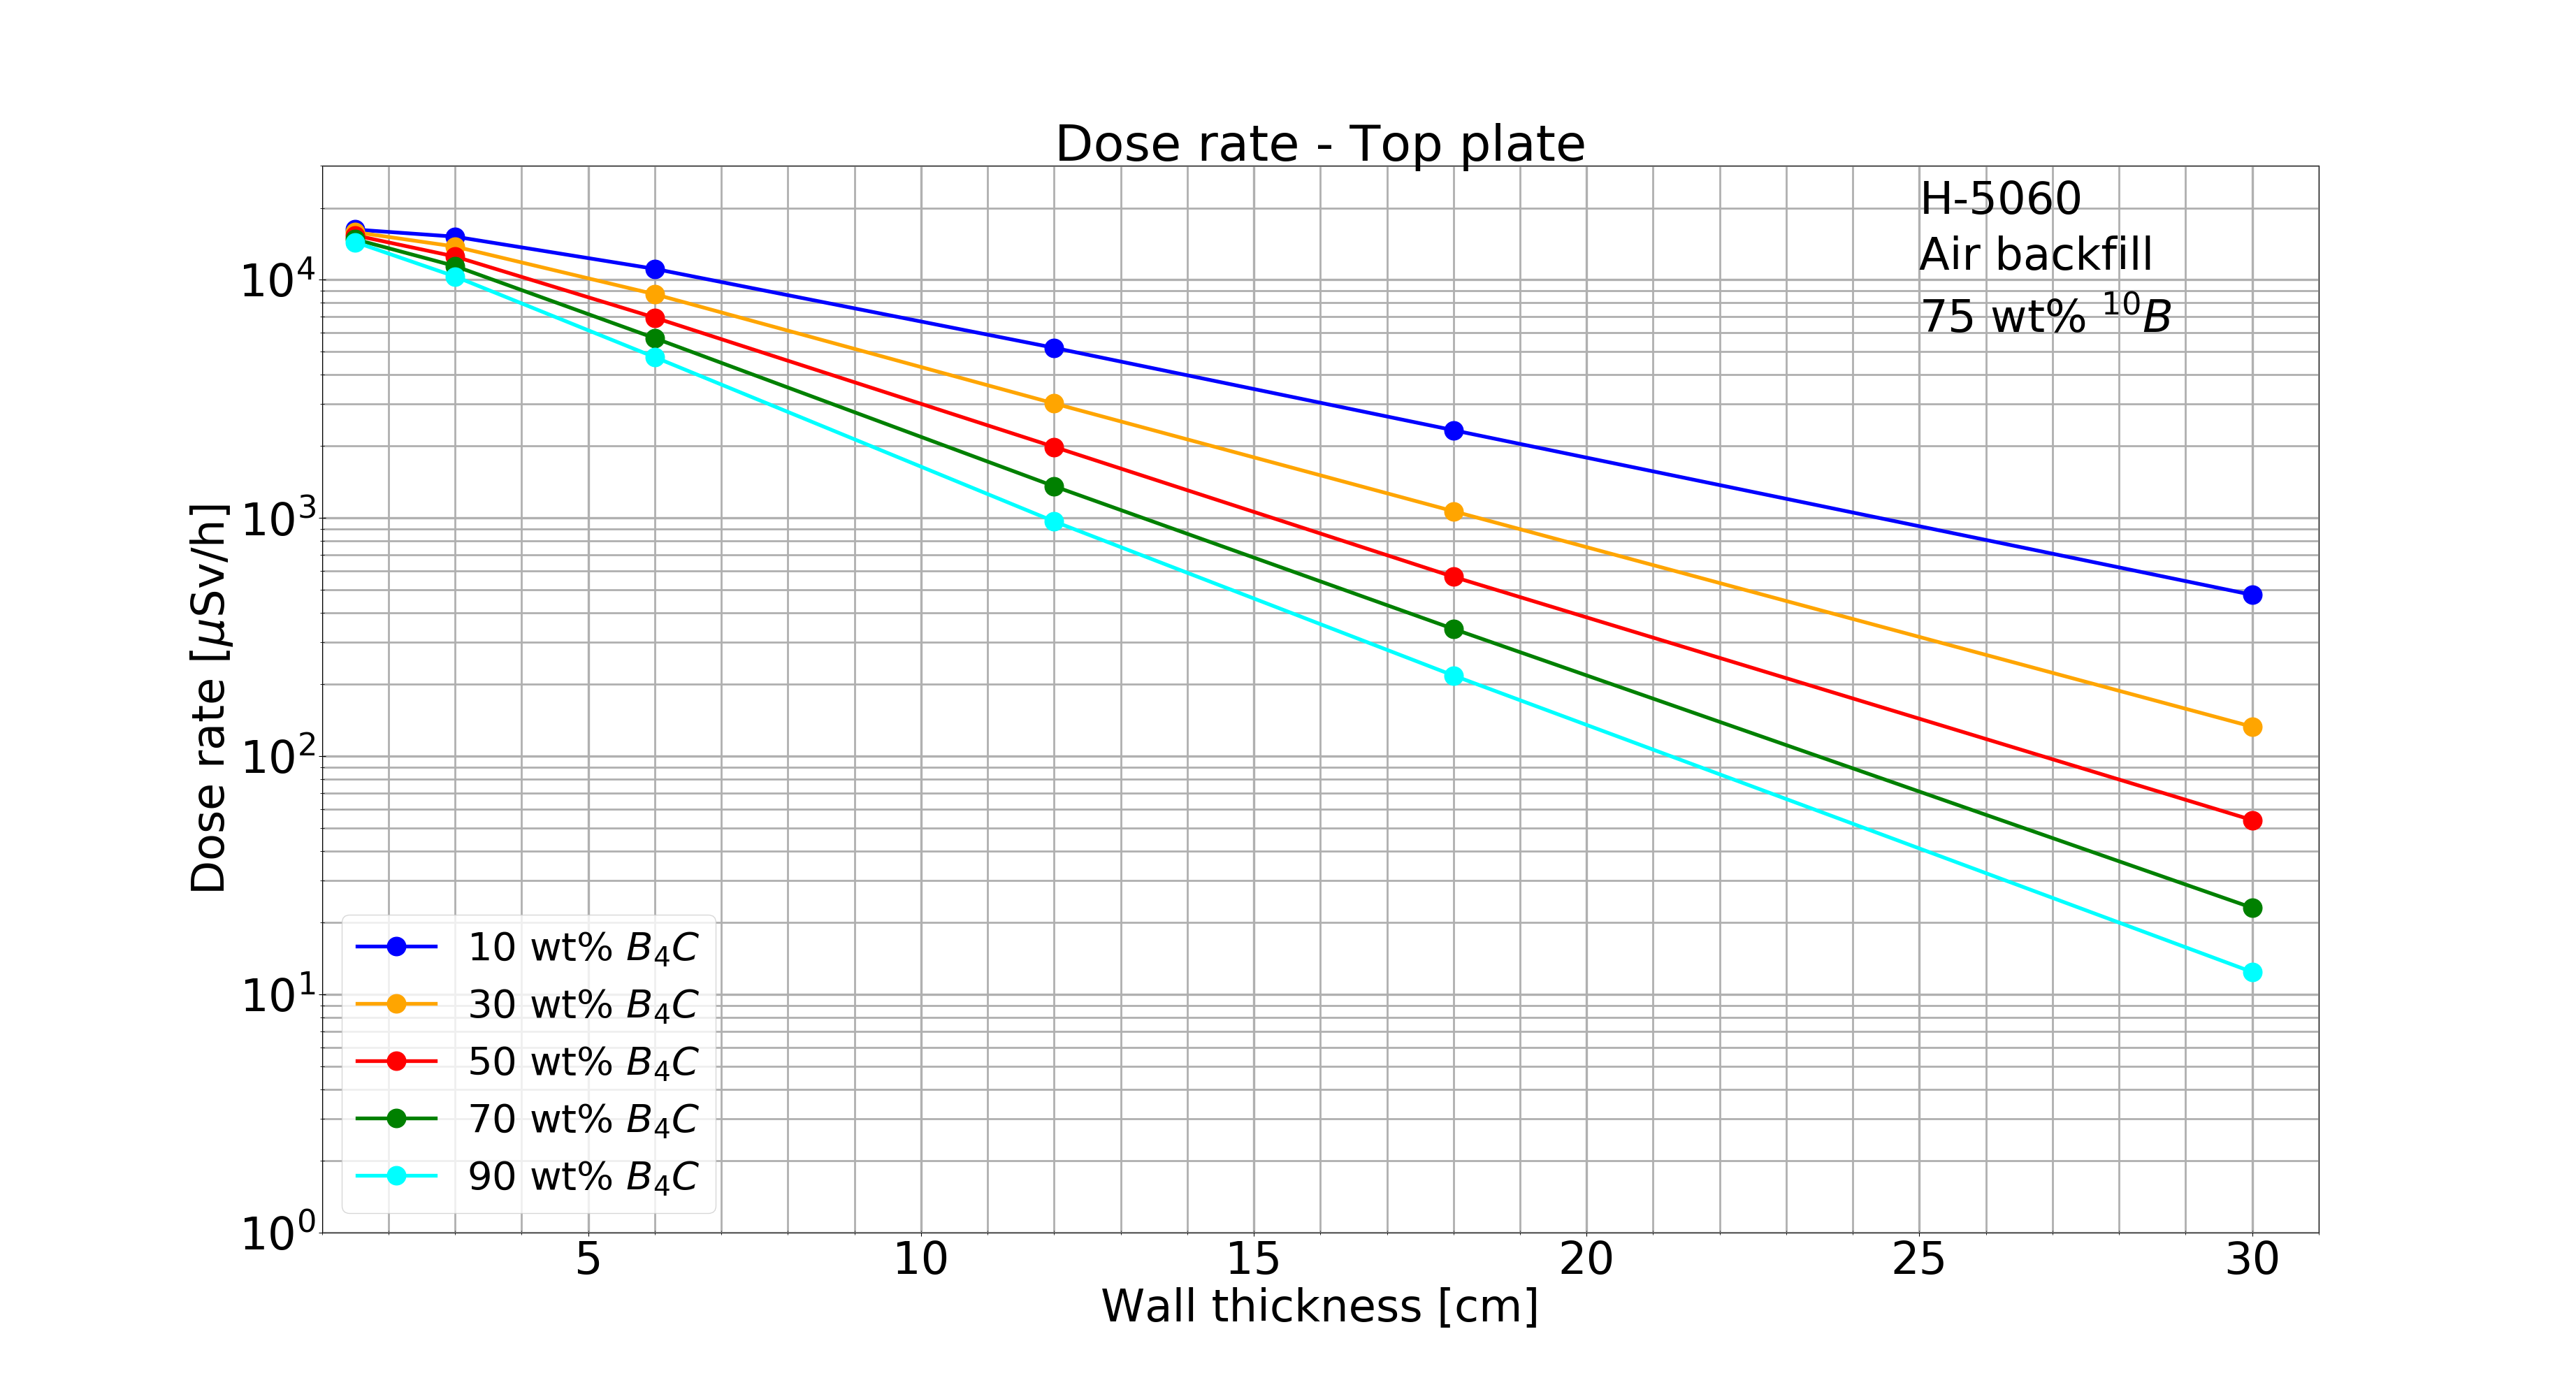 Dose rate - Top plate
H-5060
Air backfill
75 wt% ¹⁰B
Dose rate [μSv/h]
10⁴
10³
10²
10¹
10⁰
10 wt% B₄C
30 wt% B₄C
50 wt% B₄C
70 wt% B₄C
90 wt% B₄C
5 10 15 20 25 30
Wall thickness [cm]